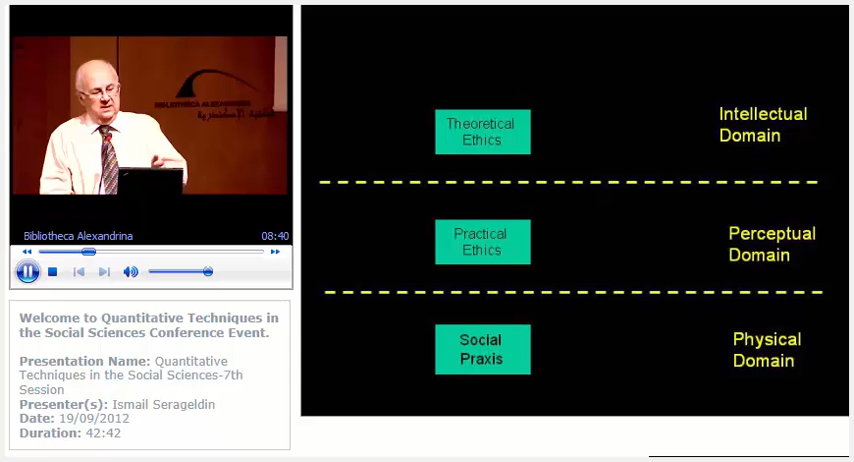 BIBLIOTHECA ALEXANDRINA
مكتبة الإسكندرية
Bibliotheca Alexandrina
08:40
Welcome to Quantitative Techniques in
the Social Sciences Conference Event.
Presentation Name: Quantitative
Techniques in the Social Sciences-7th
Session
Presenter(s): Ismail Serageldin
Date: 19/09/2012
Duration: 42:42
Theoretical
Ethics
Intellectual
Domain
Practical
Ethics
Perceptual
Domain
Social
Praxis
Physical
Domain